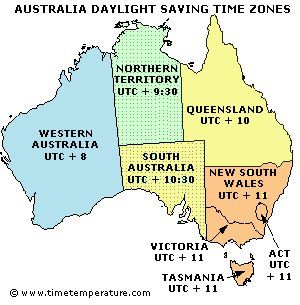 AUSTRALIA DAYLIGHT SAVING TIME ZONES
NORTHERN
TERRITORY
UTC + 9:30
QUEENSLAND
UTC + 10
WESTERN
AUSTRALIA
UTC + 8
SOUTH
AUSTRALIA
UTC + 10:30
NEW SOUTH
WALES
UTC + 11
VICTORIA
UTC + 11
ACT
UTC
+ 11
TASMANIA
UTC + 11
© www.timetemperature.com